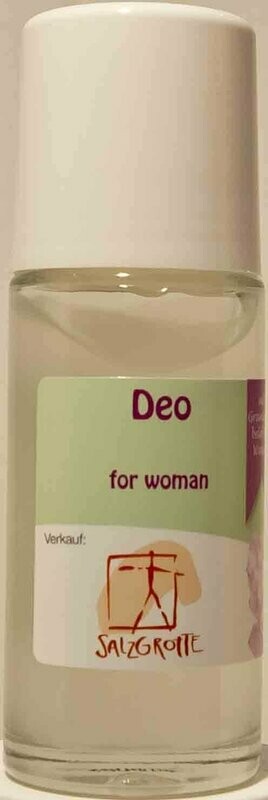 Deo
for woman
Verkauf:
SALZGROTTE